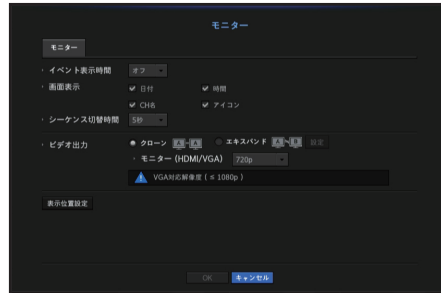 モニター
モニター
イベント表示時間 オフ
画面表示 日付 時間
CH名 アイコン
シーケンス切替時間 5秒
ビデオ出力 クローン A=A エキスパンド A B 設定
モニター (HDMI/VGA) 720p
VGA対応解像度 ( ≤ 1080p )
表示位置設定
OK キャンセル